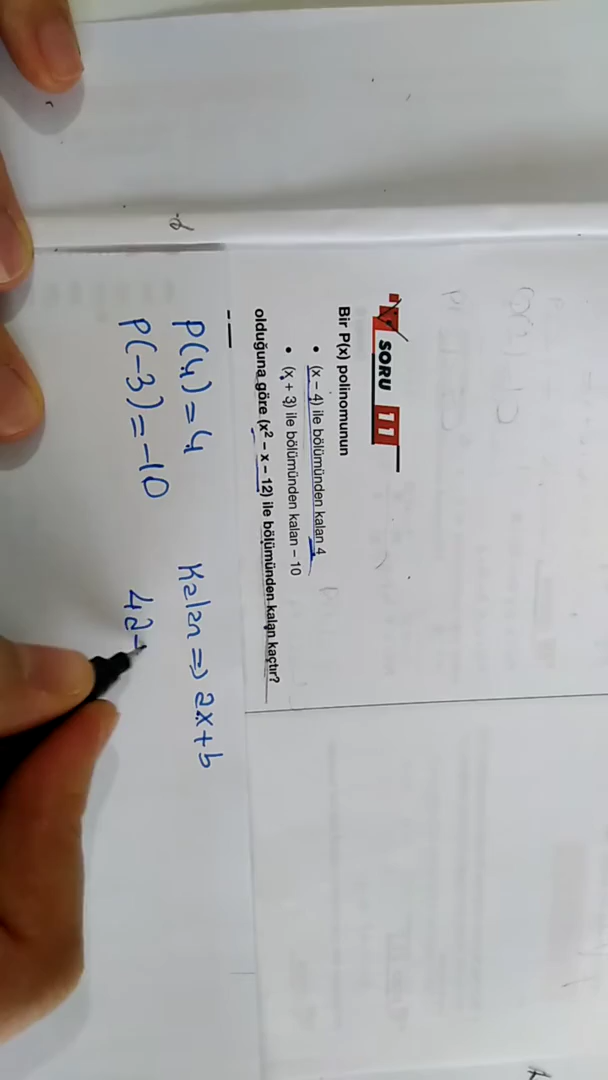 SORU 11
Bir P(x) polinomunun
• (x – 4) ile bölümünden kalan 4
• (x + 3) ile bölümünden kalan – 10
olduğuna göre (x² – x – 12) ile bölümünden kalan kaçtır?
P(4)=4 Kalan ⇒ ax+b
P(-3)=-10 4a